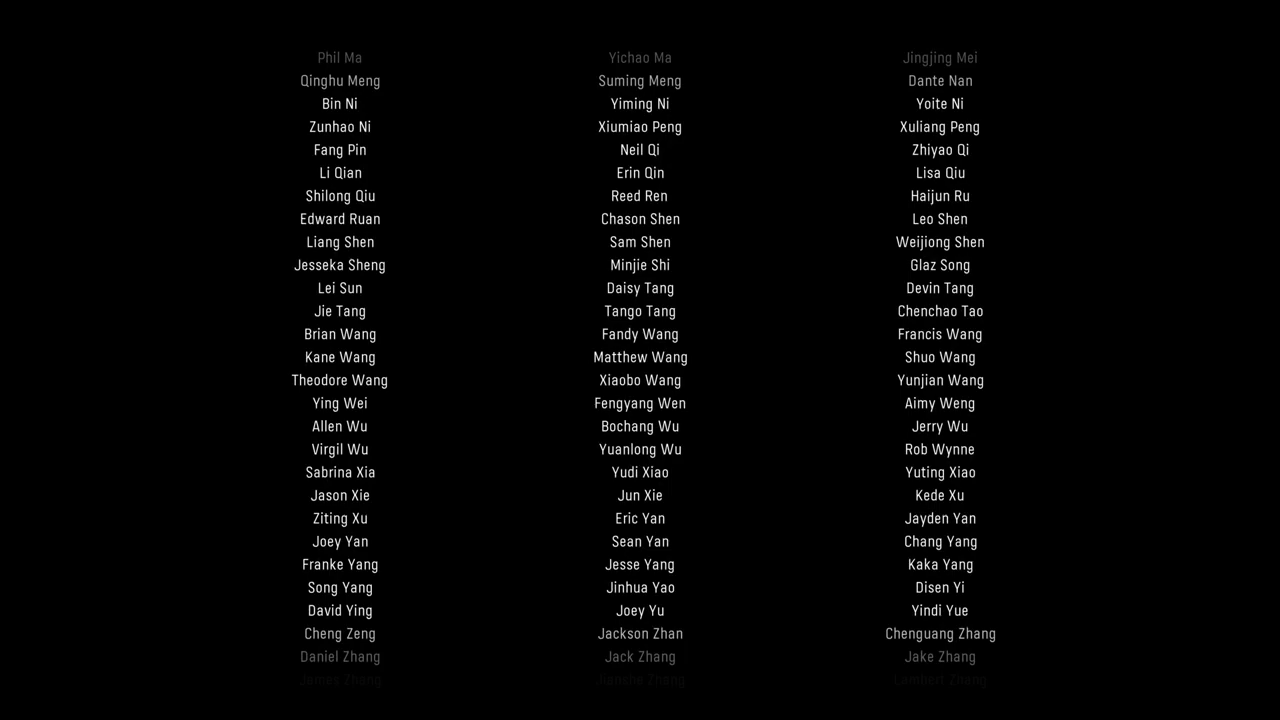 Phil Ma Yichao Ma Jingjing Mei
Qinghu Meng Suming Meng Dante Nan
Bin Ni Yiming Ni Yoite Ni
Zunhao Ni Xiumiao Peng Xuliang Peng
Fang Pin Neil Qi Zhiyao Qi
Li Qian Erin Qin Lisa Qiu
Shilong Qiu Reed Ren Haijun Ru
Edward Ruan Chason Shen Leo Shen
Liang Shen Sam Shen Weijiong Shen
Jesseka Sheng Minjie Shi Glaz Song
Lei Sun Daisy Tang Devin Tang
Jie Tang Tango Tang Chenchao Tao
Brian Wang Fandy Wang Francis Wang
Kane Wang Matthew Wang Shuo Wang
Theodore Wang Xiaobo Wang Yunjian Wang
Ying Wei Fengyang Wen Aimy Weng
Allen Wu Bochang Wu Jerry Wu
Virgil Wu Yuanlong Wu Rob Wynne
Sabrina Xia Yudi Xiao Yuting Xiao
Jason Xie Jun Xie Kede Xu
Ziting Xu Eric Yan Jayden Yan
Joey Yan Sean Yan Chang Yang
Franke Yang Jesse Yang Kaka Yang
Song Yang Jinhua Yao Disen Yi
David Ying Joey Yu Yindi Yue
Cheng Zeng Jackson Zhan Chenguang Zhang
Daniel Zhang Jack Zhang Jake Zhang
James Zhang Zhang Zhang